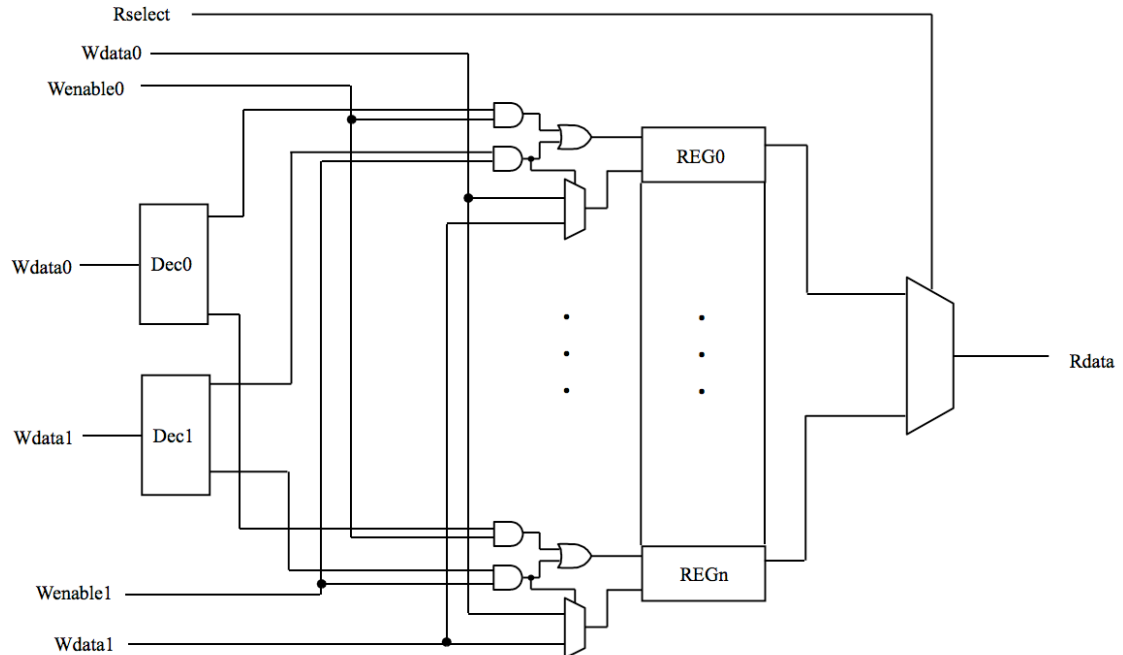 Rselect
Wdata0
Wenable0
REG0
Wdata0
Dec0
Rdata
Wdata1
Dec1
REGn
Wenable1
Wdata1